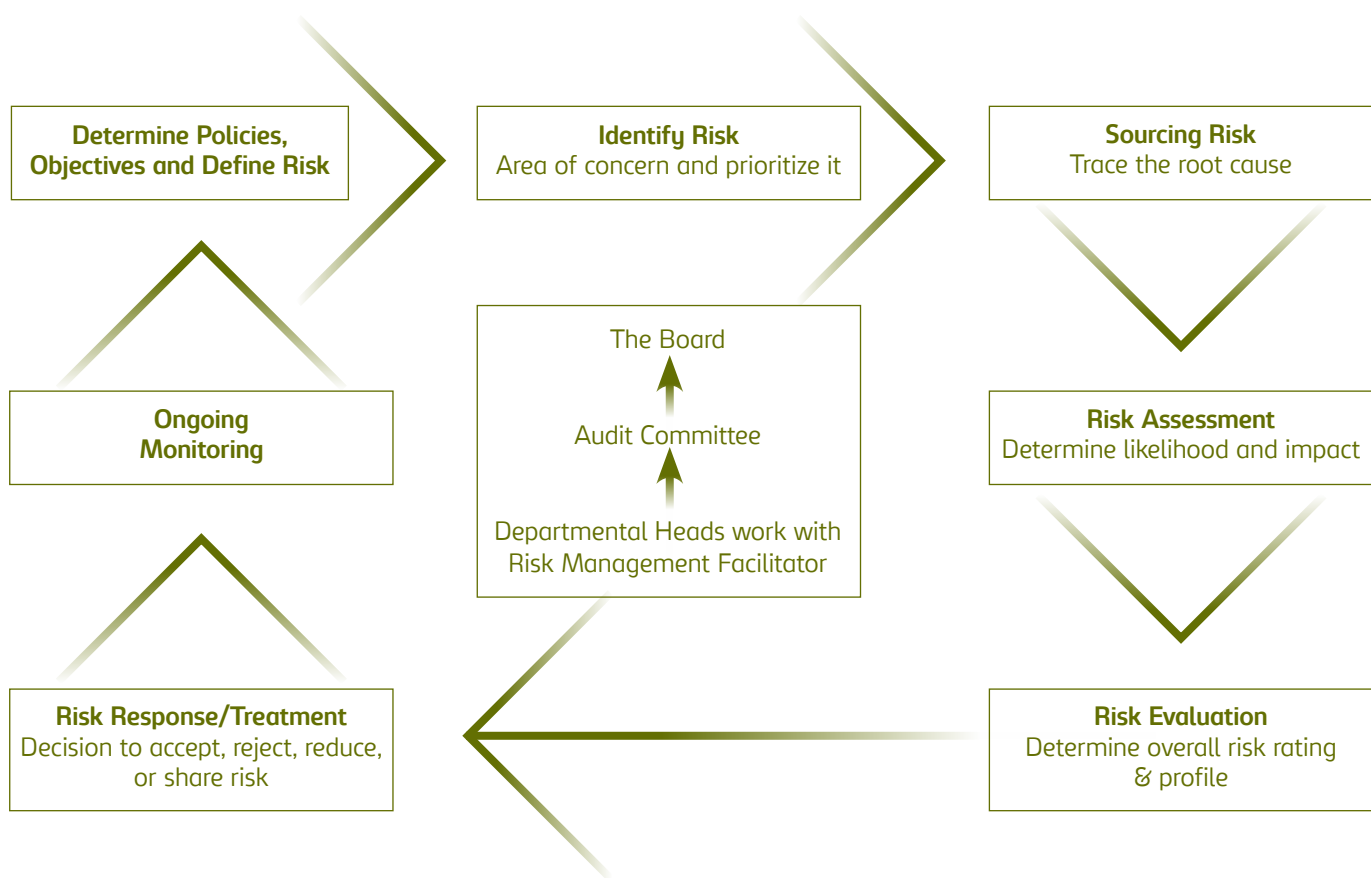 Determine Policies,
Objectives and Define Risk
Identify Risk
Area of concern and prioritize it
Sourcing Risk
Trace the root cause
The Board
Audit Committee
Departmental Heads work with
Risk Management Facilitator
Ongoing
Monitoring
Risk Assessment
Determine likelihood and impact
Risk Response/Treatment
Decision to accept, reject, reduce,
or share risk
Risk Evaluation
Determine overall risk rating
& profile